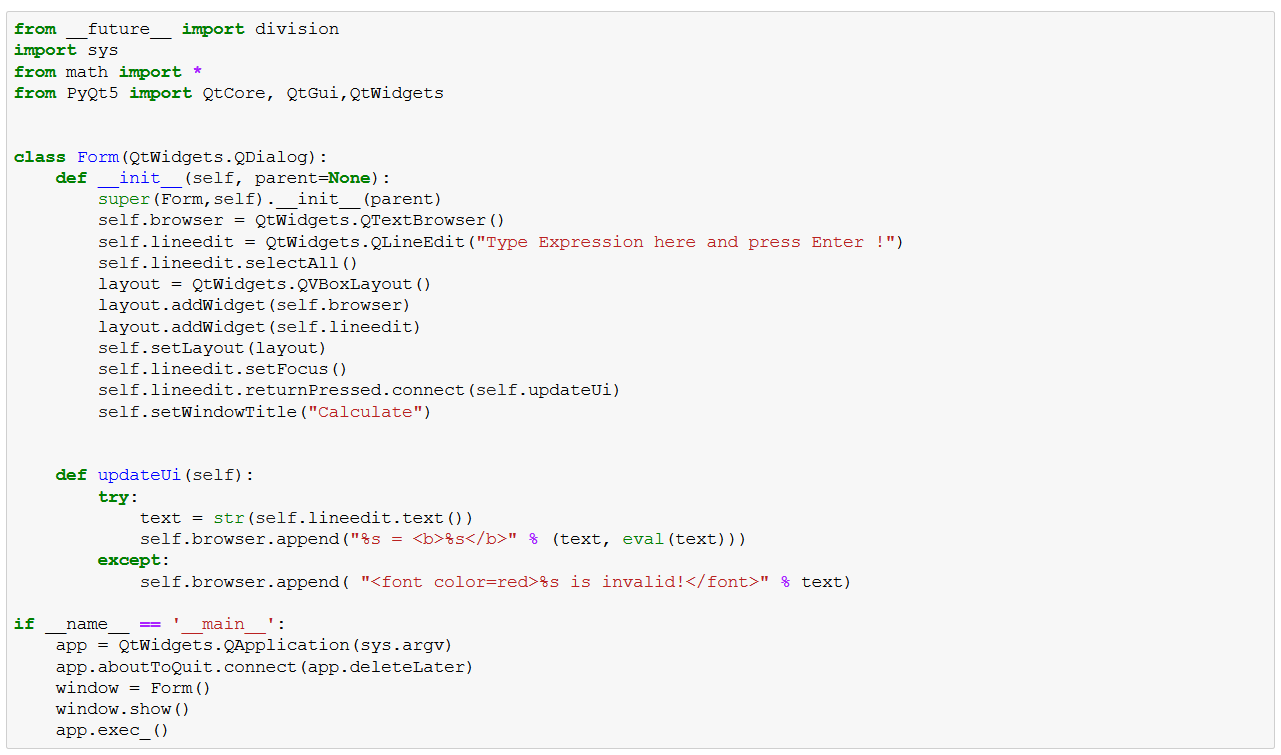 from __future__ import division
import sys
from math import *
from PyQt5 import QtCore, QtGui,QtWidgets
class Form(QtWidgets.QDialog):
    def __init__(self, parent=None):
        super(Form,self).__init__(parent)
        self.browser = QtWidgets.QTextBrowser()
        self.lineedit = QtWidgets.QLineEdit("Type Expression here and press Enter !")
        self.lineedit.selectAll()
        layout = QtWidgets.QVBoxLayout()
        layout.addWidget(self.browser)
        layout.addWidget(self.lineedit)
        self.setLayout(layout)
        self.lineedit.setFocus()
        self.lineedit.returnPressed.connect(self.updateUi)
        self.setWindowTitle("Calculate")
    def updateUi(self):
        try:
            text = str(self.lineedit.text())
            self.browser.append("%s = <b>%s</b>" % (text, eval(text)))
        except:
            self.browser.append( "<font color=red>%s is invalid!</font>" % text)
if __name__ == '__main__':
    app = QtWidgets.QApplication(sys.argv)
    app.aboutToQuit.connect(app.deleteLater)
    window = Form()
    window.show()
    app.exec_()